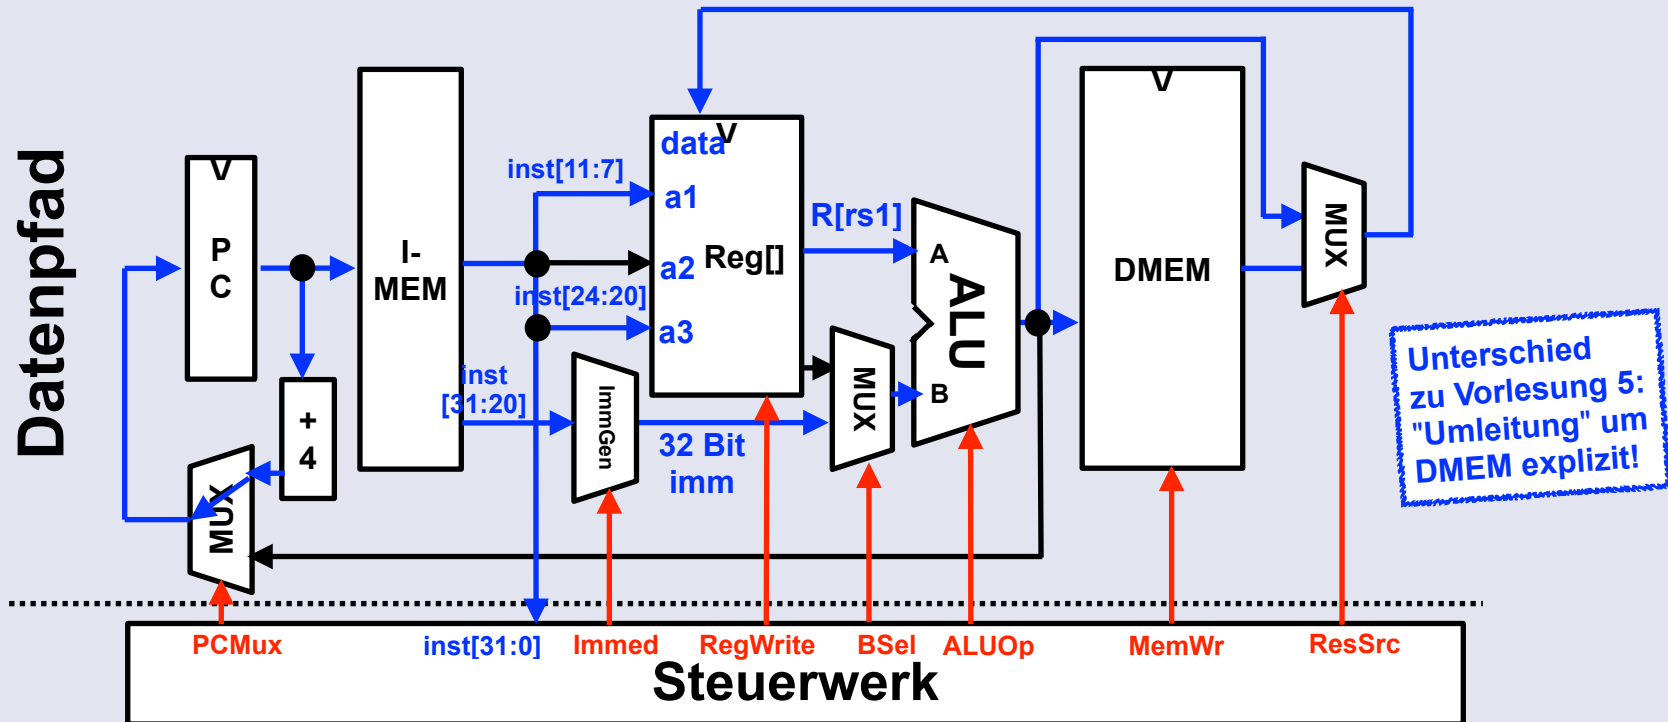 Datenpfad
V
PC
+
4
MUX
I-
MEM
inst[11:7]
inst[24:20]
inst
[31:20]
ImmGen
32 Bit
imm
data
V
a1
a2
a3
Reg[]
R[rs1]
MUX
A
B
ALU
V
DMEM
MUX
Unterschied
zu Vorlesung 5:
"Umleitung" um
DMEM explizit!
PCMux
inst[31:0]
Immed
RegWrite
BSel
ALUOp
MemWr
ResSrc
Steuerwerk